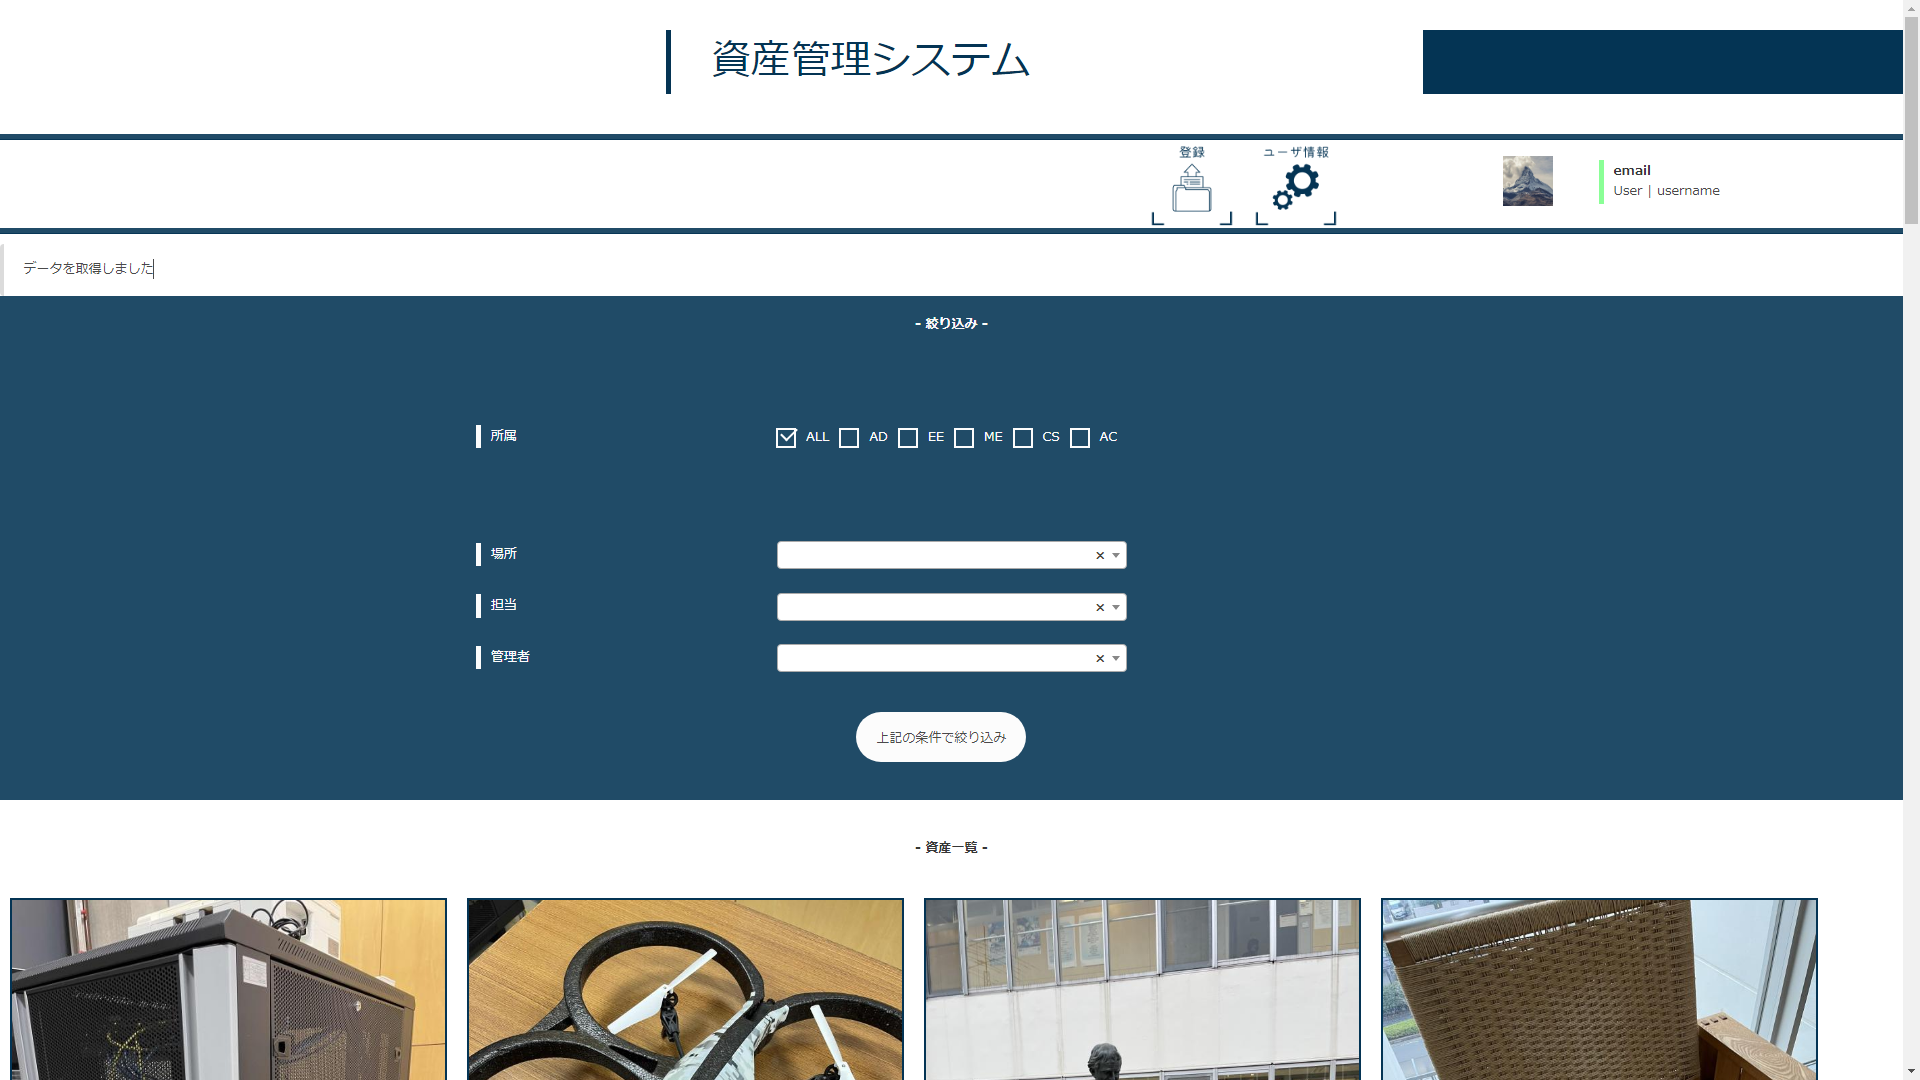 資産管理システム
登録
ユーザ情報
email
User | username
データを取得しました
- 絞り込み -
所属
ALL AD EE ME CS AC
場所
担当
管理者
上記の条件で絞り込み
- 資産一覧 -